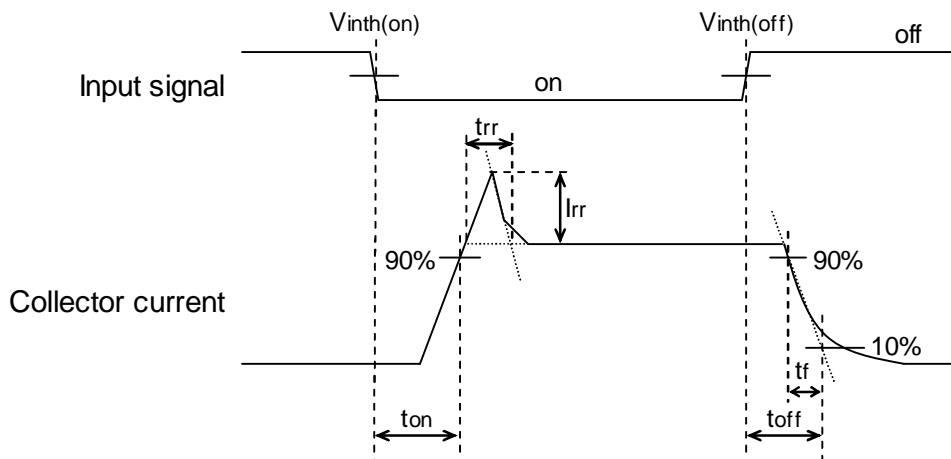 Vinth(on)
Vinth(off)
off
Input signal
on
trr
Irr
90%
90%
Collector current
10%
tf
ton
toff